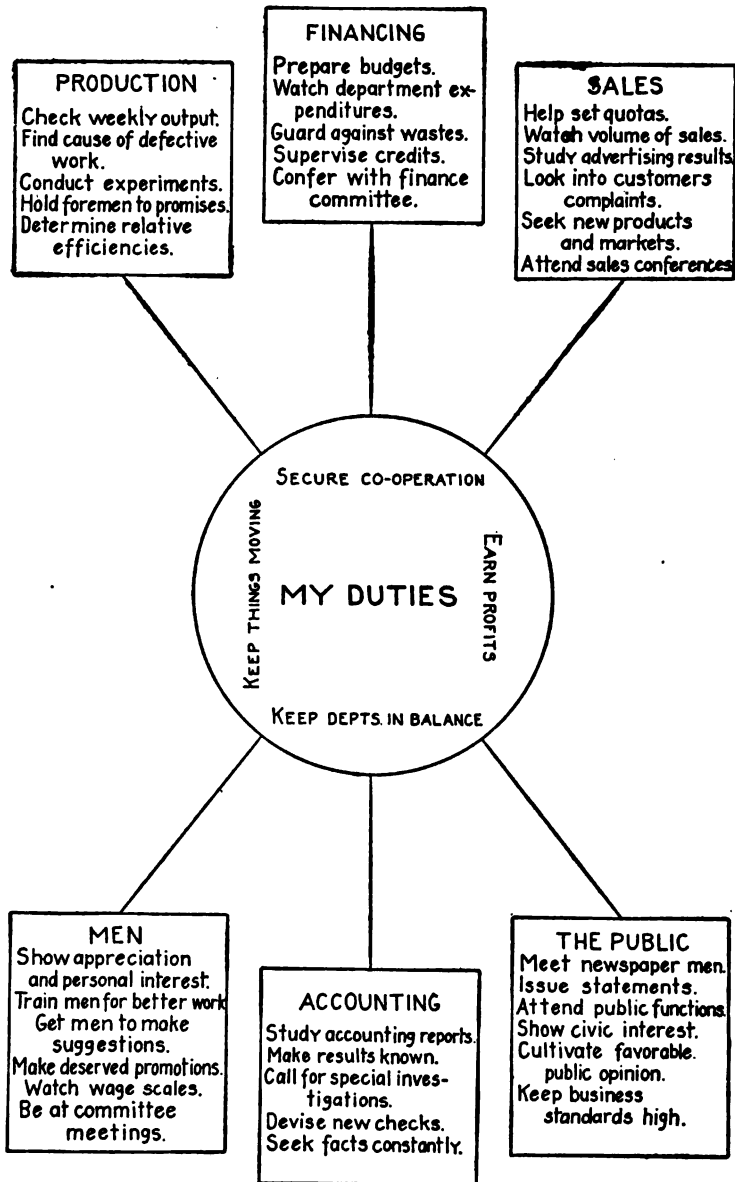 PRODUCTION
Check weekly output.
Find cause of defective
work.
Conduct experiments.
Hold foremen to promises.
Determine relative
efficiencies.
FINANCING
Prepare budgets.
Watch department ex-
penditures.
Guard against wastes.
Supervise credits.
Confer with finance
committee.
SALES
Help set quotas.
Watch volume of sales.
Study advertising results
Look into customers
complaints.
Seek new products
and markets.
Attend sales conferences
SECURE CO-OPERATION
KEEP THINGS MOVING
MY DUTIES
EARN PROFITS
KEEP DEPTS. IN BALANCE
MEN
Show appreciation
and personal interest.
Train men for better work
Get men to make
suggestions.
Make deserved promotions.
Watch wage scales.
Be at committee
meetings.
ACCOUNTING
Study accounting reports.
Make results known.
Call for special inves-
tigations.
Devise new checks.
Seek facts constantly.
THE PUBLIC
Meet newspaper men.
Issue statements.
Attend public functions.
Show civic interest.
Cultivate favorable.
public opinion.
Keep business
standards high.